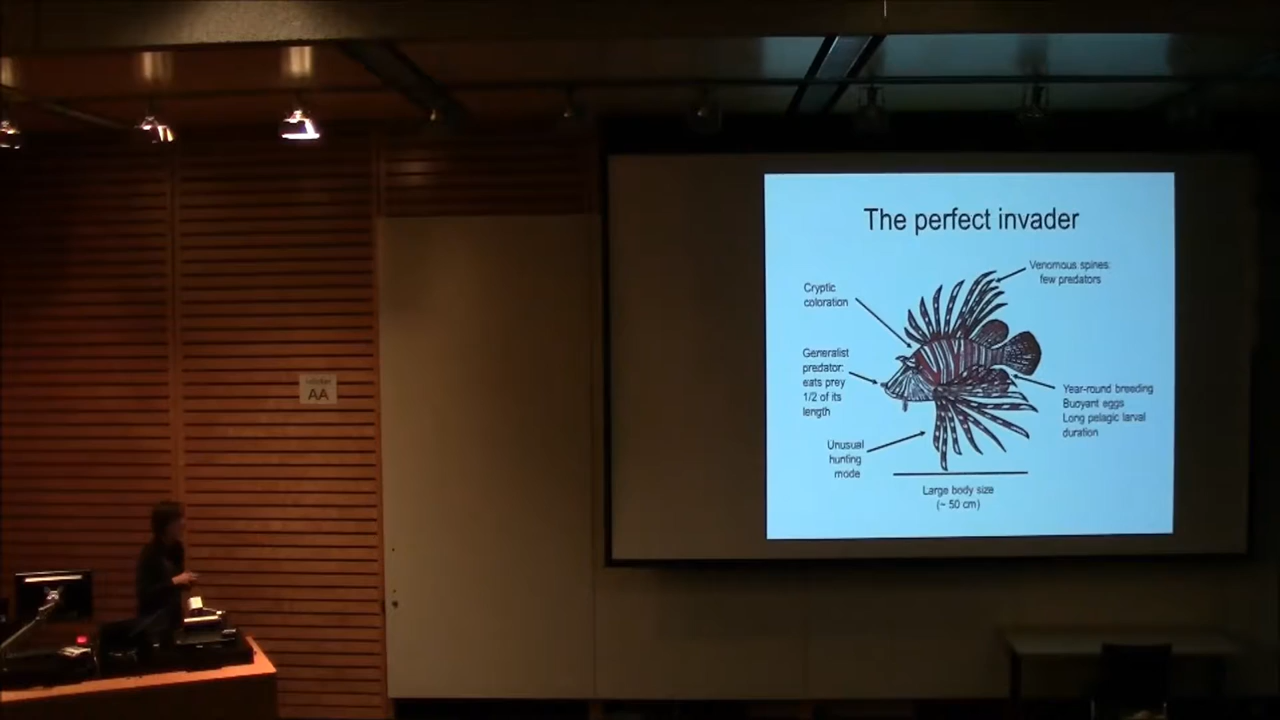 The perfect invader
Venomous spines:
few predators
Cryptic
coloration
Generalist
predator:
eats prey
1/2 of its
length
Year-round breeding
Buoyant eggs
Long pelagic larval
duration
Unusual
hunting
mode
Large body size
(~ 50 cm)
AA